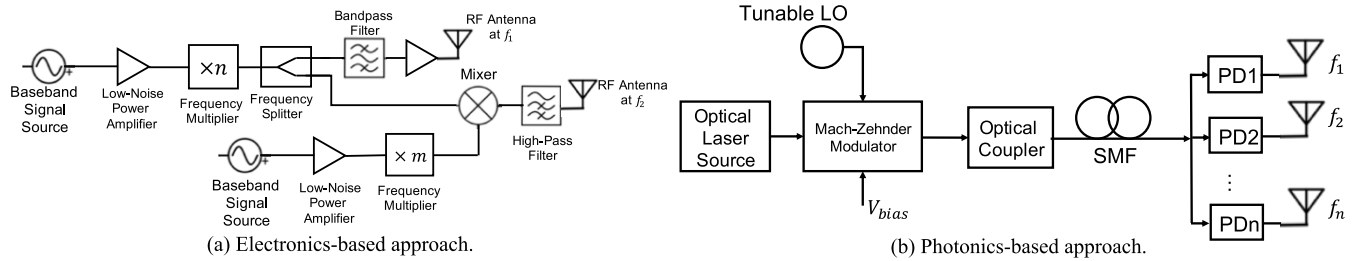 Baseband
Signal
Source
Low-Noise
Power
Amplifier
×n
Frequency
Multiplier
Frequency
Splitter
Bandpass
Filter
RF Antenna
at f₁
Mixer
RF Antenna
at f₂
High-Pass
Filter
Baseband
Signal
Source
Low-Noise
Power
Amplifier
× m
Frequency
Multiplier
(a) Electronics-based approach.
Tunable LO
Optical
Laser
Source
Mach-Zehnder
Modulator
V_bias
Optical
Coupler
SMF
PD1
f₁
PD2
f₂
⋮
PDn
fₙ
(b) Photonics-based approach.